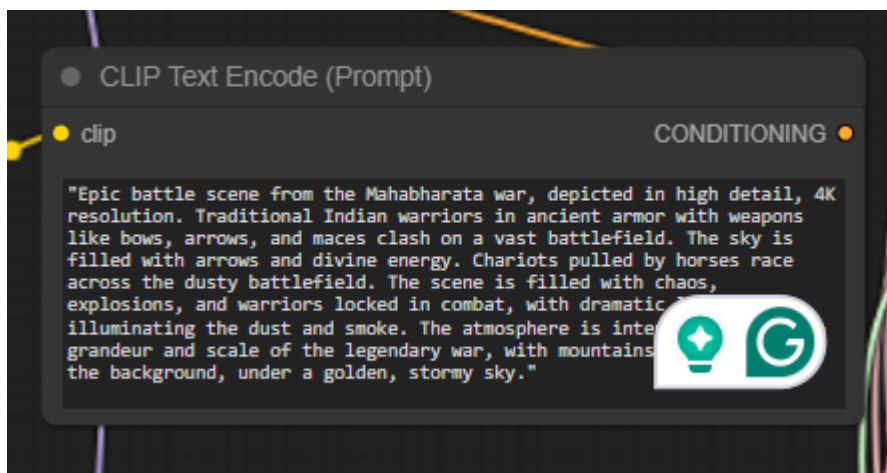 CLIP Text Encode (Prompt)
clip
CONDITIONING
"Epic battle scene from the Mahabharata war, depicted in high detail, 4K
resolution. Traditional Indian warriors in ancient armor with weapons
like bows, arrows, and maces clash on a vast battlefield. The sky is
filled with arrows and divine energy. Chariots pulled by horses race
across the dusty battlefield. The scene is filled with chaos,
explosions, and warriors locked in combat, with dramatic
illuminating the dust and smoke. The atmosphere is
grandeur and scale of the legendary war, with mountains
the background, under a golden, stormy sky."
G